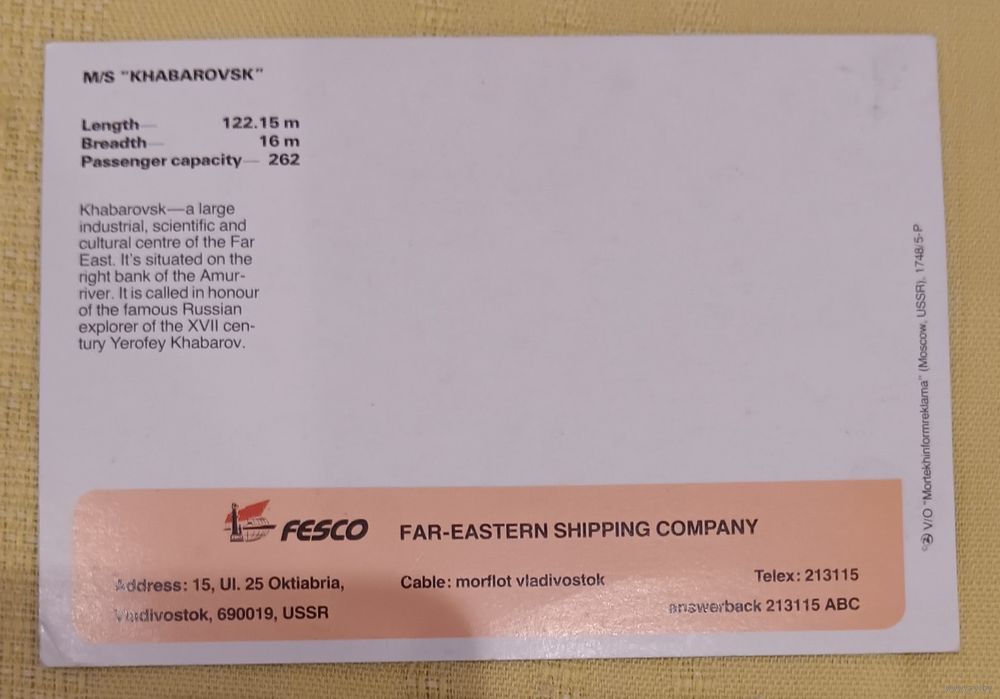 M/S "KHABAROVSK"
Length— 122.15 m
Breadth— 16 m
Passenger capacity— 262
Khabarovsk—a large
industrial, scientific and
cultural centre of the Far
East. It's situated on the
right bank of the Amur-
river. It is called in honour
of the famous Russian
explorer of the XVII cen-
tury Yerofey Khabarov.
© V/O "Mortekhinformreklama" (Moscow, USSR), 1748/5-P
FESCO FAR-EASTERN SHIPPING COMPANY
Address: 15, Ul. 25 Oktiabria, Cable: morflot vladivostok Telex: 213115
Vladivostok, 690019, USSR answerback 213115 ABC